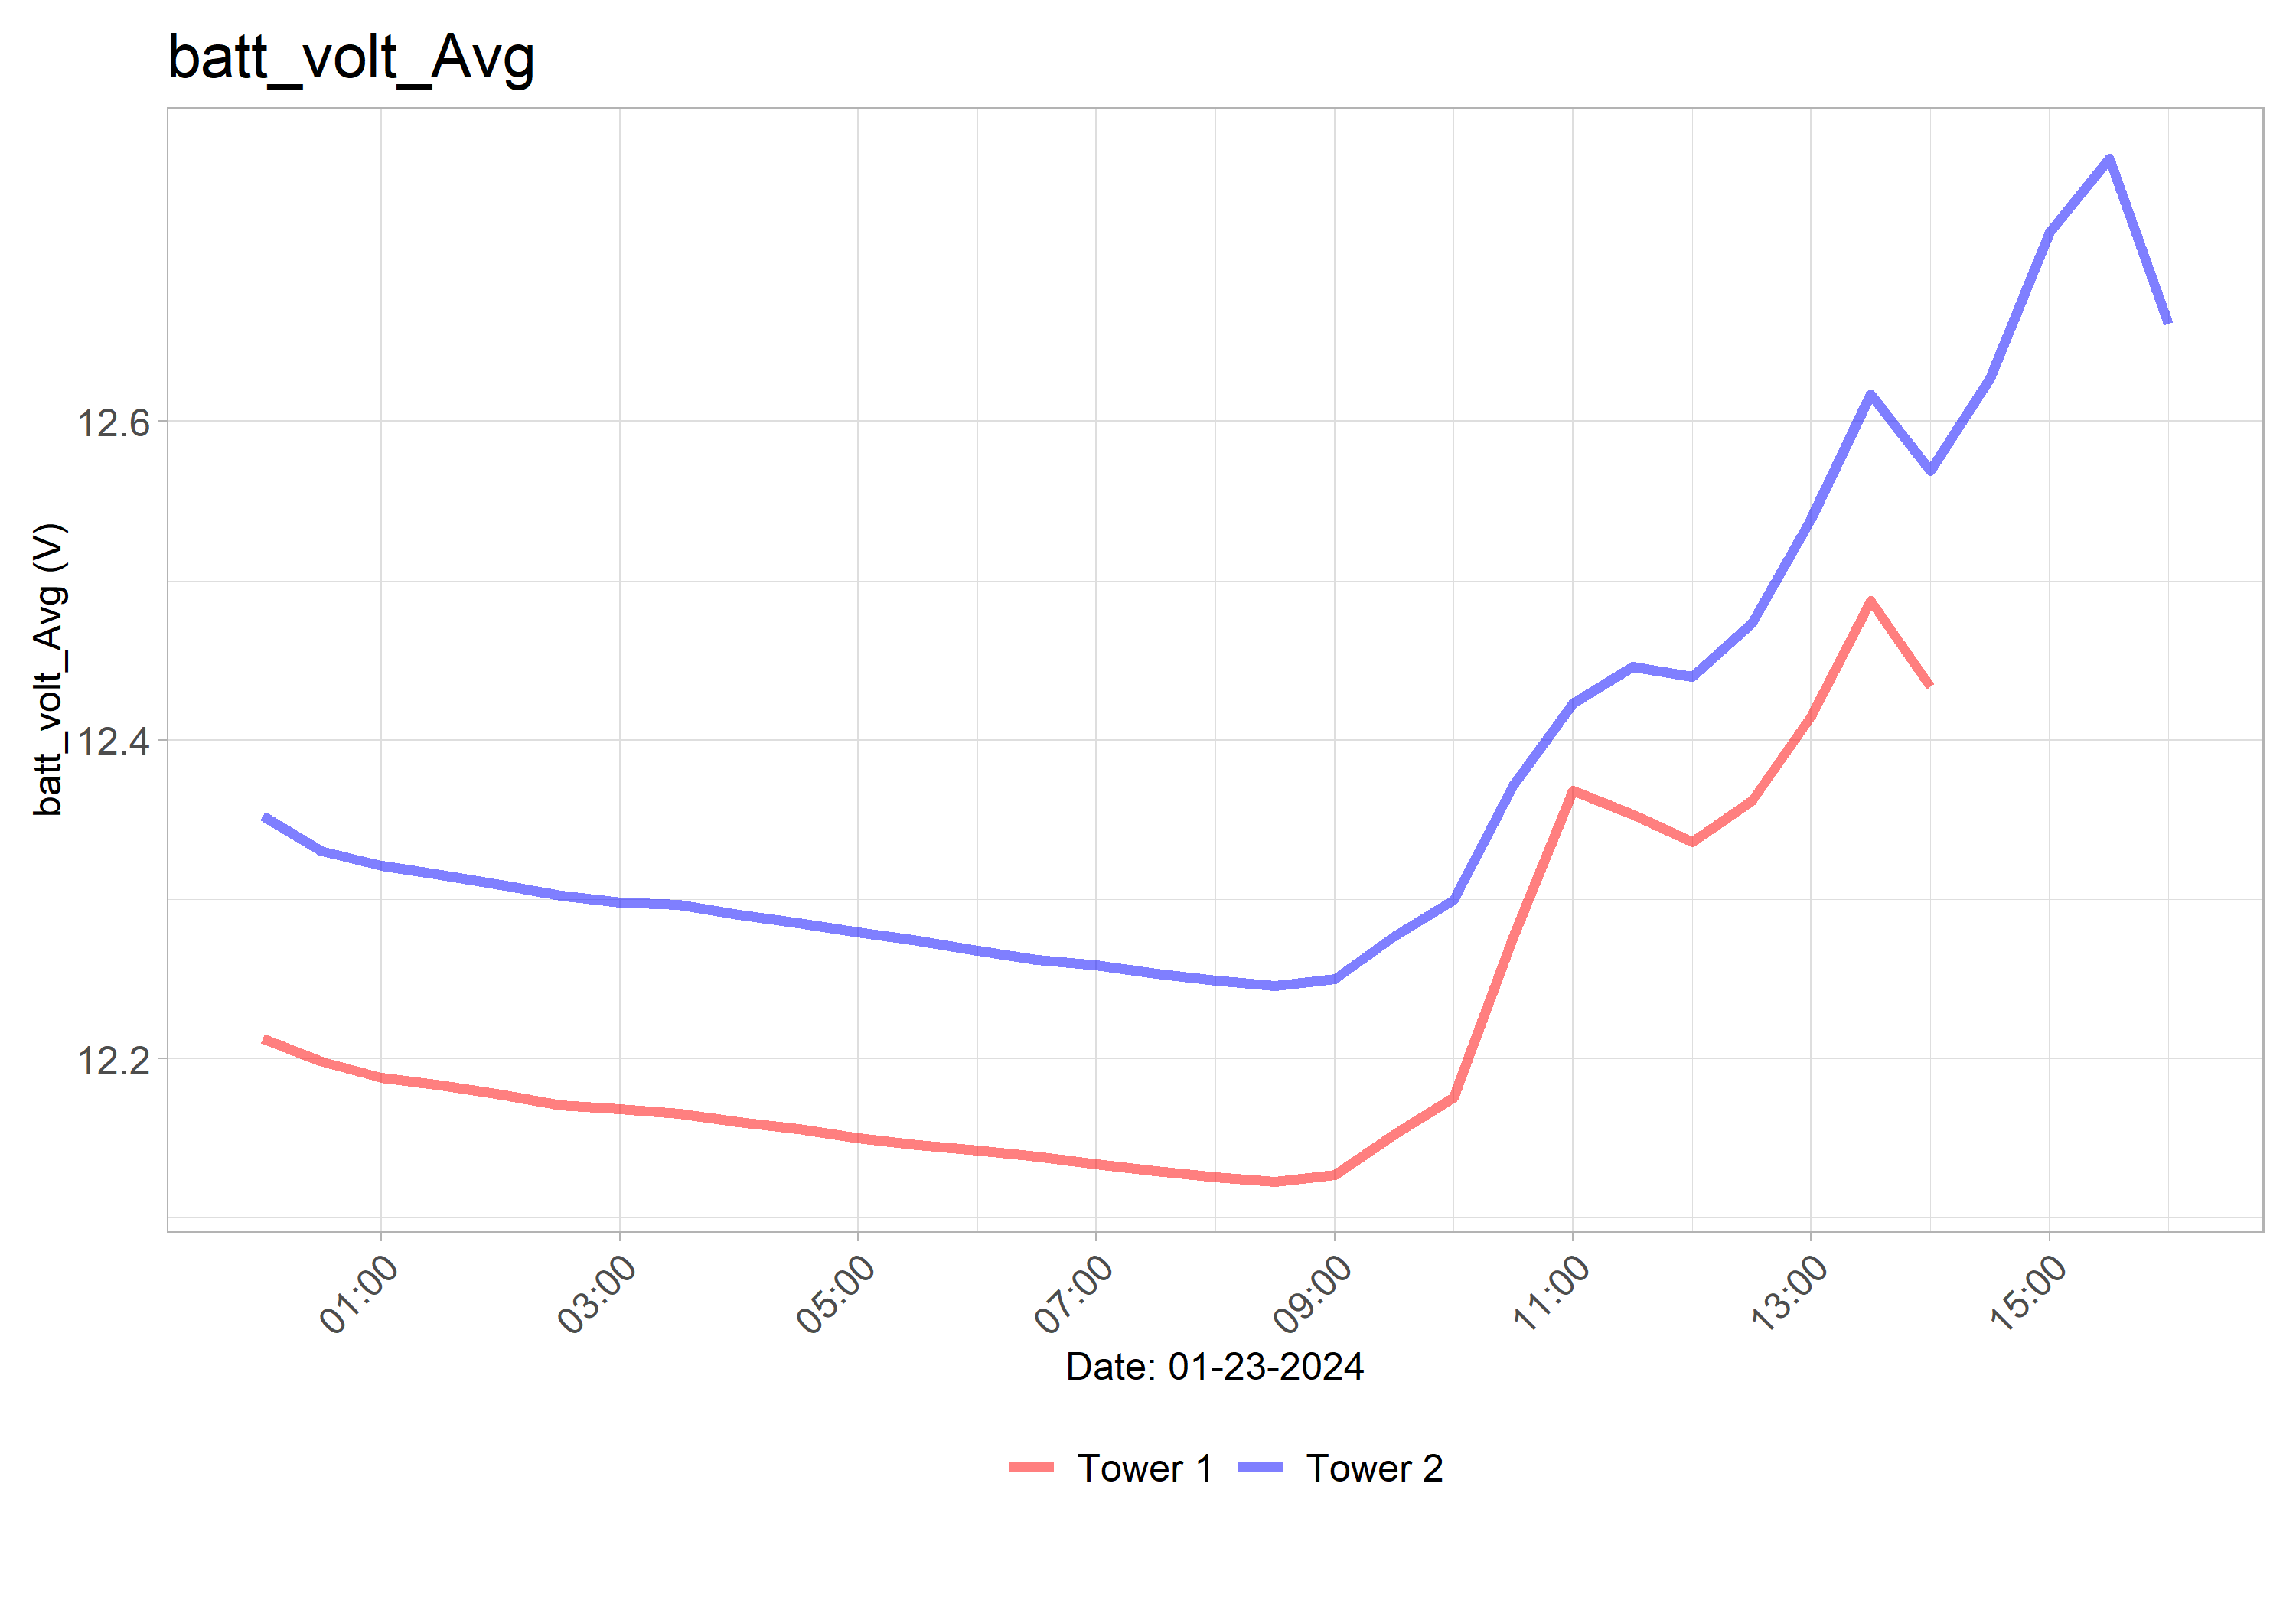 batt_volt_Avg
batt_volt_Avg (V)
12.6
12.4
12.2
01:00
03:00
05:00
07:00
09:00
11:00
13:00
15:00
Date: 01-23-2024
Tower 1
Tower 2